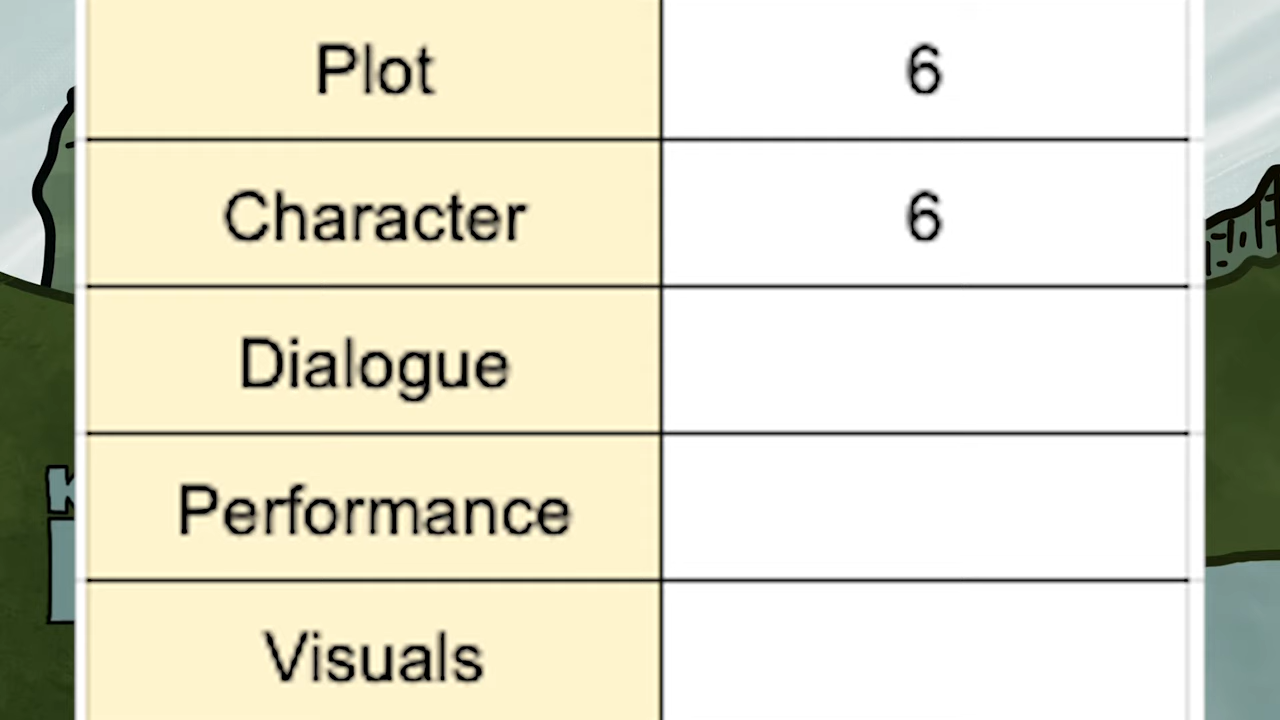 Plot 6
Character 6
Dialogue
Performance
Visuals